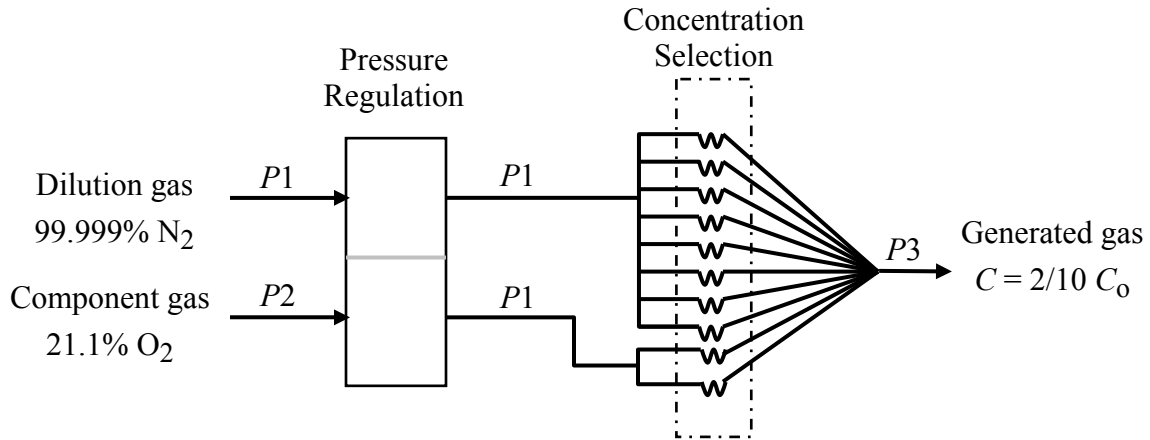 Concentration
Selection
Pressure
Regulation
Dilution gas
99.999% N2
P1
P1
Component gas
21.1% O2
P2
P1
P3
Generated gas
C = 2/10 Co